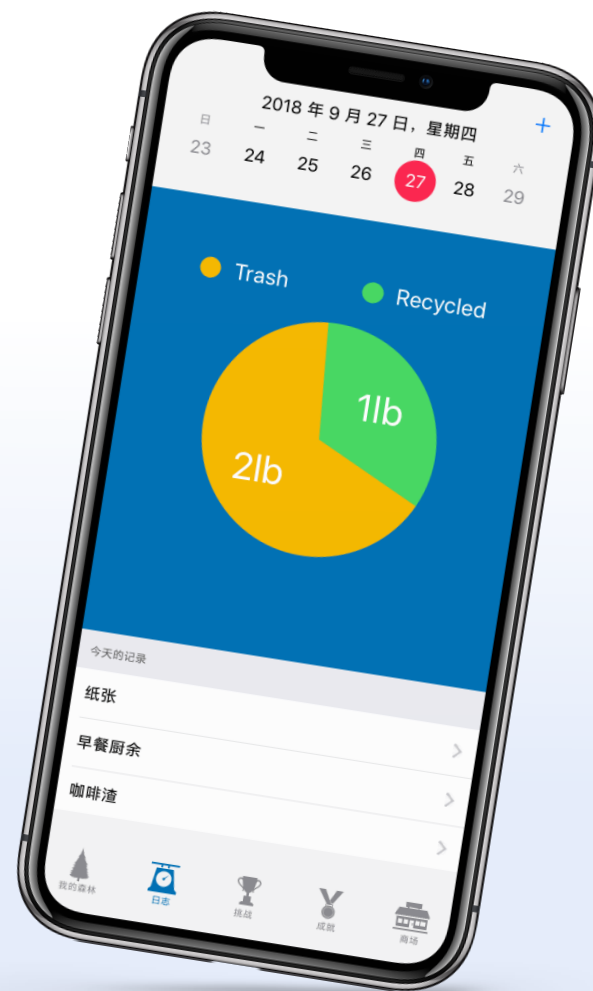 2018 年 9 月 27 日，星期四
+
日 一 二 三 四 五 六
23 24 25 26 27 28 29
Trash Recycled
1lb
2lb
今天的记录
纸张
早餐厨余
咖啡渣
我的森林 日志 挑战 成就 商场